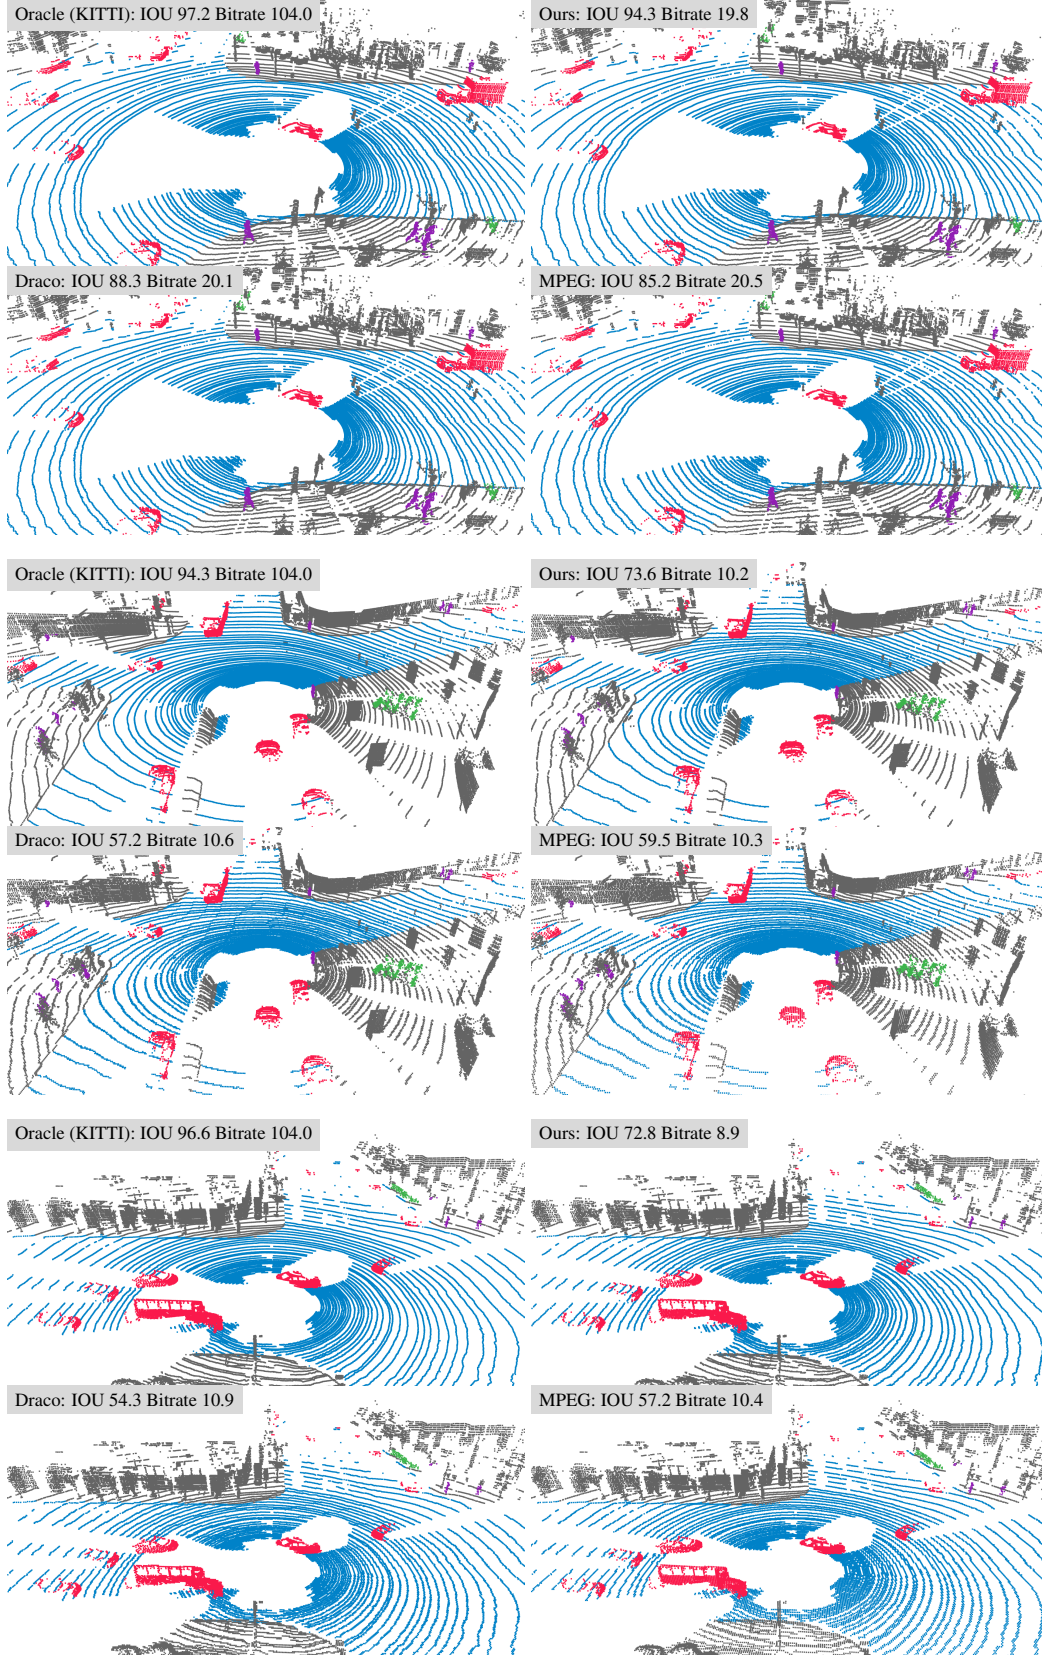 Oracle (KITTI): IOU 97.2 Bitrate 104.0
Ours: IOU 94.3 Bitrate 19.8
Draco: IOU 88.3 Bitrate 20.1
MPEG: IOU 85.2 Bitrate 20.5
Oracle (KITTI): IOU 94.3 Bitrate 104.0
Ours: IOU 73.6 Bitrate 10.2
Draco: IOU 57.2 Bitrate 10.6
MPEG: IOU 59.5 Bitrate 10.3
Oracle (KITTI): IOU 96.6 Bitrate 104.0
Ours: IOU 72.8 Bitrate 8.9
Draco: IOU 54.3 Bitrate 10.9
MPEG: IOU 57.2 Bitrate 10.4